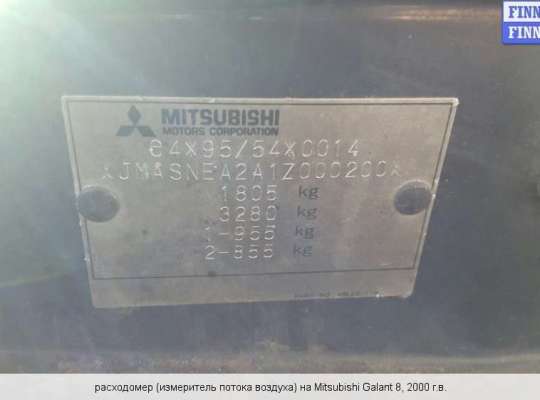 FINN
FINN
MITSUBISHI
MOTORS CORPORATION
e4*95/54*0014
*JMASNEA2A1Z000200*
1805 kg
3280 kg
1-955 kg
2-855 kg
расходомер (измеритель потока воздуха) на Mitsubishi Galant 8, 2000 г.в.